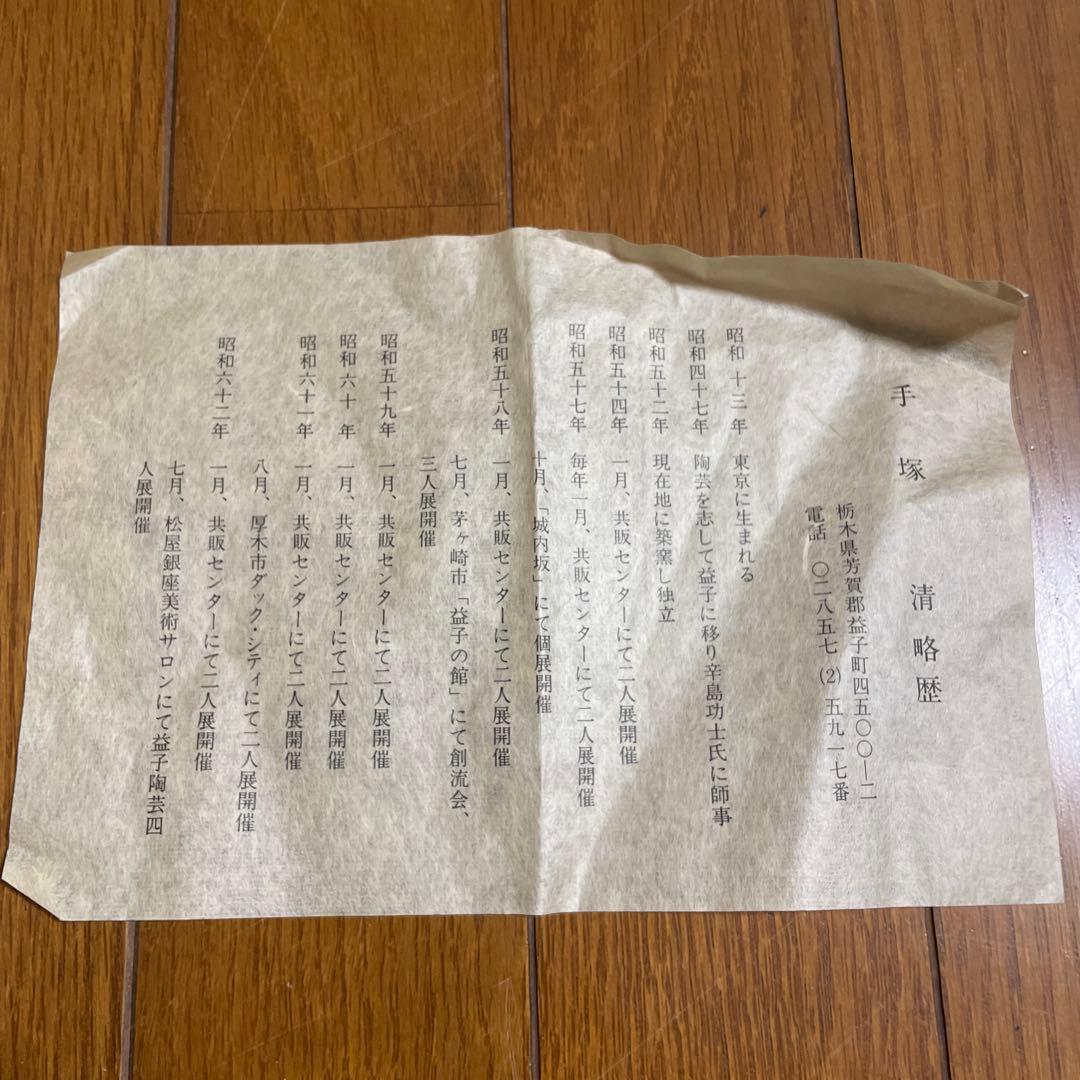 手塚　清略歴
栃木県芳賀郡益子町四五〇〇―二
電話　〇二八五七（2）五九一七番
昭和　十三　年　東京に生まれる
昭和四十七年　陶芸を志して益子に移り辛島功士氏に師事
昭和五十二年　現在地に築窯し独立
昭和五十四年　一月、共販センターにて二人展開催
昭和五十七年　毎年一月、共販センターにて二人展開催
十月、「城内坂」にて個展開催
昭和五十八年　一月、共販センターにて二人展開催
七月、茅ヶ崎市「益子の館」にて創流会、
三人展開催
昭和五十九年　一月、共販センターにて二人展開催
昭和　六十　年　一月、共販センターにて二人展開催
昭和六十一年　一月、共販センターにて二人展開催
八月、厚木市ダック・シティにて二人展開催
昭和六十二年　一月、共販センターにて二人展開催
七月、松屋銀座美術サロンにて益子陶芸四
人展開催